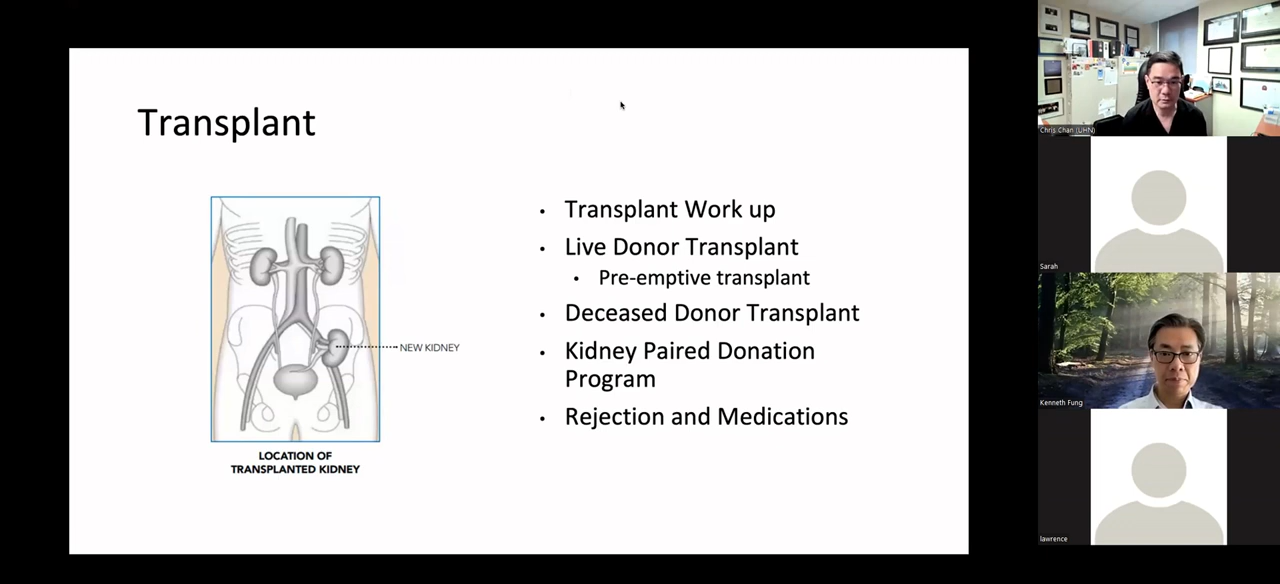 Transplant
Transplant Work up
Live Donor Transplant
Pre-emptive transplant
Deceased Donor Transplant
Kidney Paired Donation
Program
Rejection and Medications
NEW KIDNEY
LOCATION OF
TRANSPLANTED KIDNEY
Chris Chan (UHN)
Sarah
Kenneth Fung
lawrence